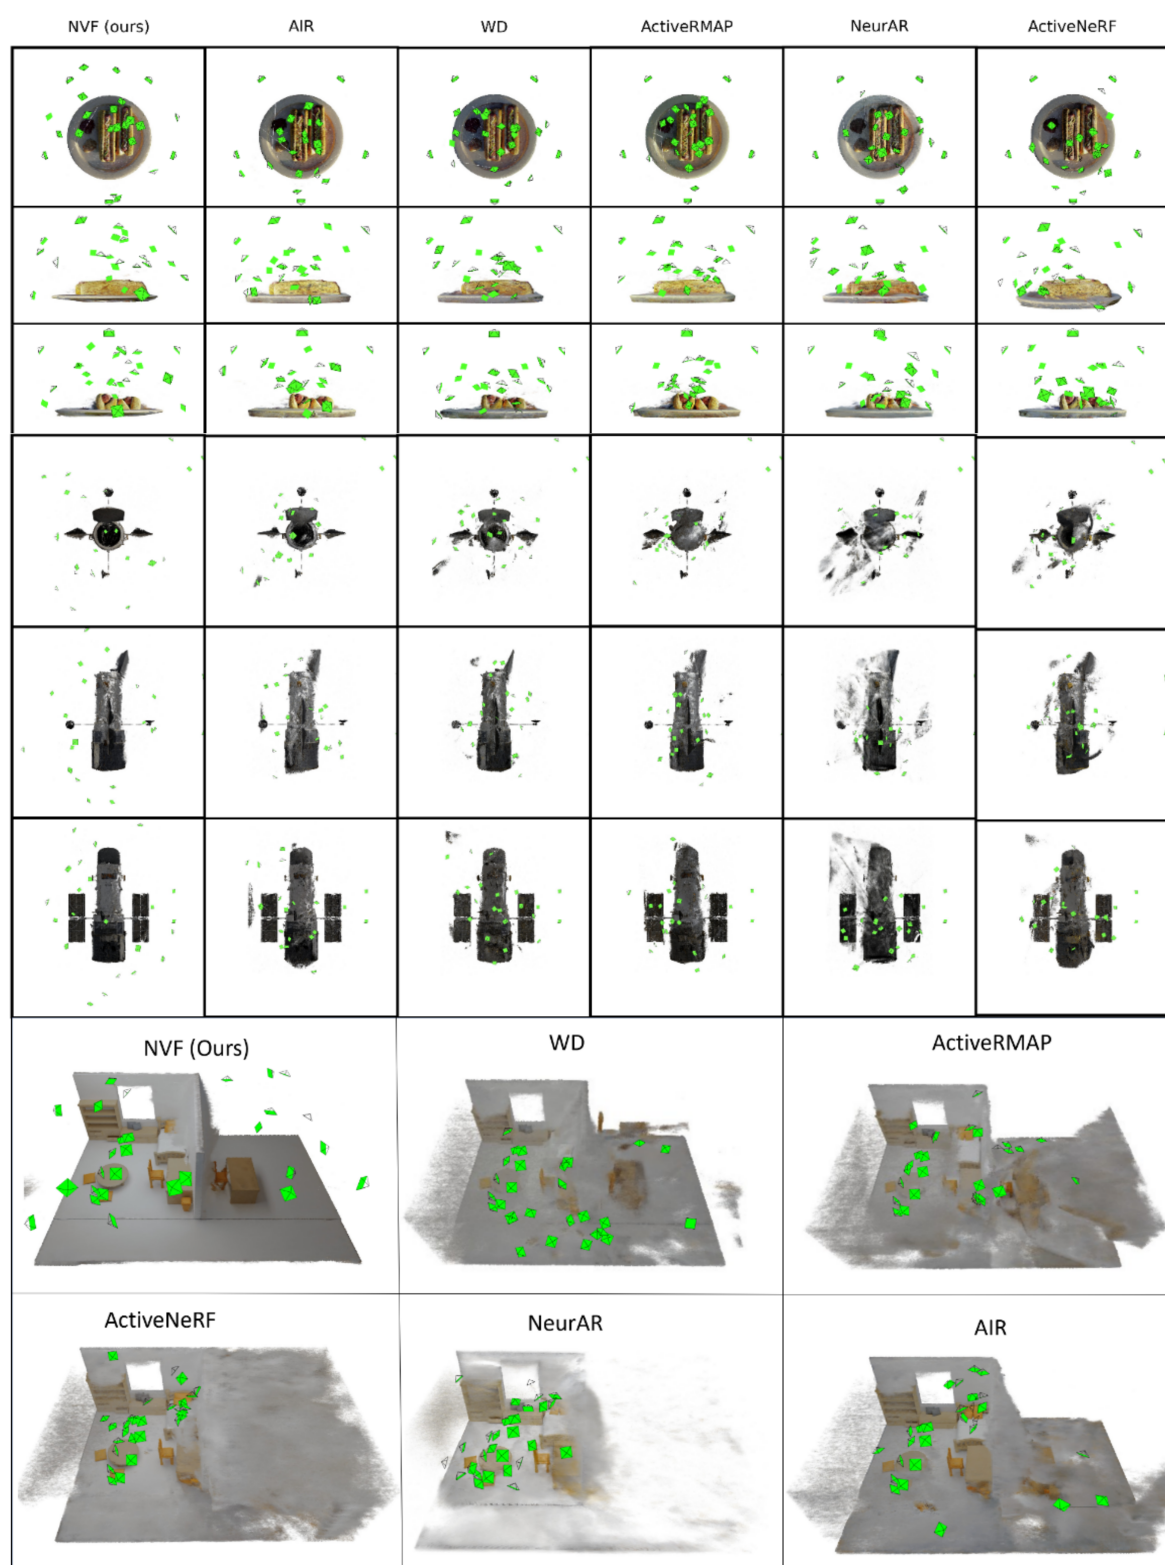 NVF (ours) AIR WD ActiveRMAP NeurAR ActiveNeRF
NVF (Ours) WD ActiveRMAP
ActiveNeRF NeurAR AIR